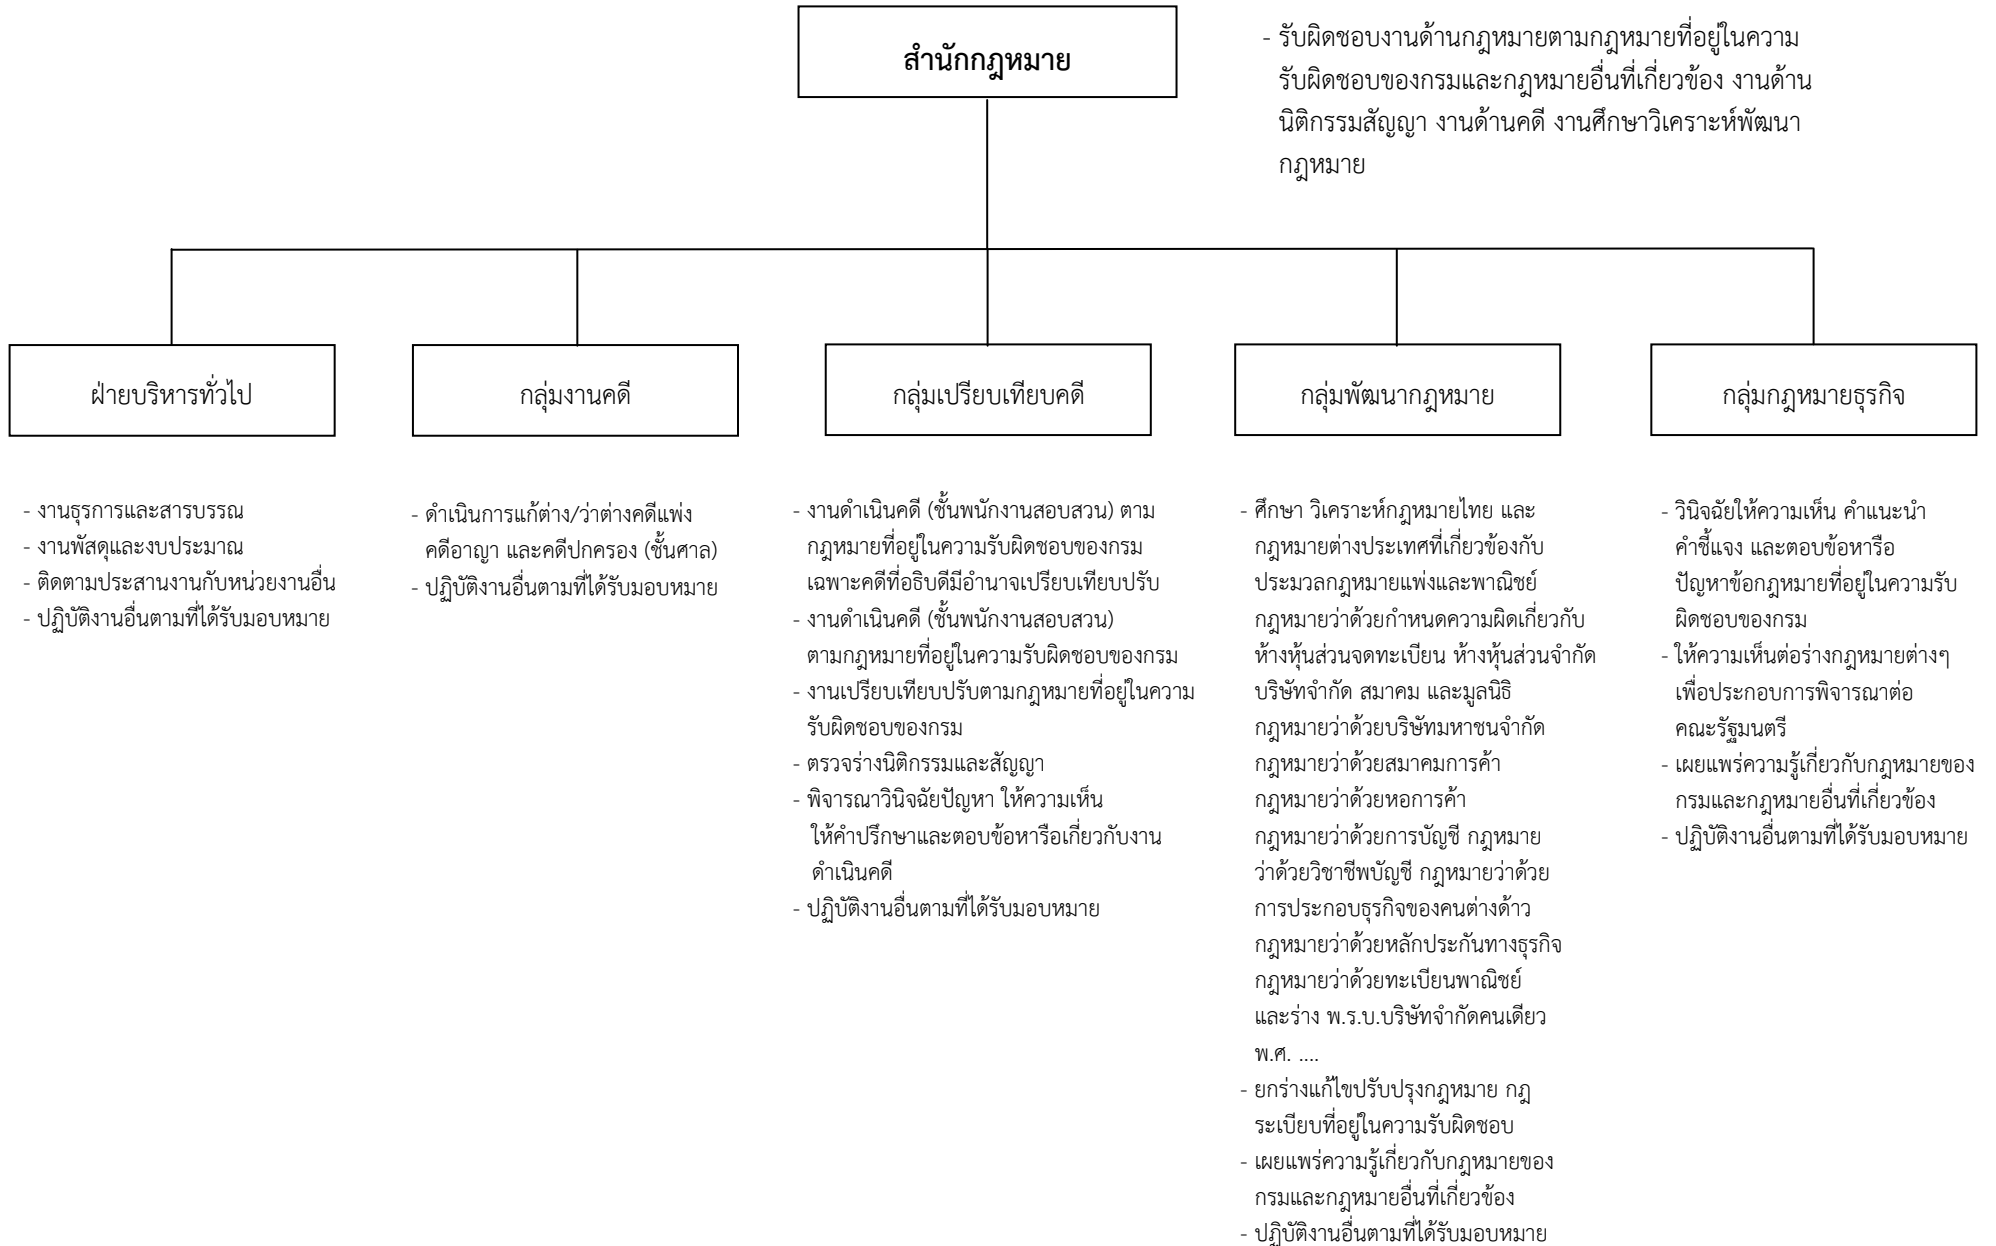 สำนักกฎหมาย
- รับผิดชอบงานด้านกฎหมายตามกฎหมายที่อยู่ในความ
รับผิดชอบของกรมและกฎหมายอื่นที่เกี่ยวข้อง งานด้าน
นิติกรรมสัญญา งานด้านคดี งานศึกษาวิเคราะห์พัฒนา
กฎหมาย
ฝ่ายบริหารทั่วไป
- งานธุรการและสารบรรณ
- งานพัสดุและงบประมาณ
- ติดตามประสานงานกับหน่วยงานอื่น
- ปฏิบัติงานอื่นตามที่ได้รับมอบหมาย
กลุ่มงานคดี
- ดำเนินการแก้ต่าง/ว่าต่างคดีแพ่ง
คดีอาญา และคดีปกครอง (ชั้นศาล)
- ปฏิบัติงานอื่นตามที่ได้รับมอบหมาย
กลุ่มเปรียบเทียบคดี
- งานดำเนินคดี (ชั้นพนักงานสอบสวน) ตาม
กฎหมายที่อยู่ในความรับผิดชอบของกรม
เฉพาะคดีที่อธิบดีมีอำนาจเปรียบเทียบปรับ
- งานดำเนินคดี (ชั้นพนักงานสอบสวน)
ตามกฎหมายที่อยู่ในความรับผิดชอบของกรม
- งานเปรียบเทียบปรับตามกฎหมายที่อยู่ในความ
รับผิดชอบของกรม
- ตรวจร่างนิติกรรมและสัญญา
- พิจารณาวินิจฉัยปัญหา ให้ความเห็น
ให้คำปรึกษาและตอบข้อหารือเกี่ยวกับงาน
ดำเนินคดี
- ปฏิบัติงานอื่นตามที่ได้รับมอบหมาย
กลุ่มพัฒนากฎหมาย
- ศึกษา วิเคราะห์กฎหมายไทย และ
กฎหมายต่างประเทศที่เกี่ยวข้องกับ
ประมวลกฎหมายแพ่งและพาณิชย์
กฎหมายว่าด้วยกำหนดความผิดเกี่ยวกับ
ห้างหุ้นส่วนจดทะเบียน ห้างหุ้นส่วนจำกัด
บริษัทจำกัด สมาคม และมูลนิธิ
กฎหมายว่าด้วยบริษัทมหาชนจำกัด
กฎหมายว่าด้วยสมาคมการค้า
กฎหมายว่าด้วยหอการค้า
กฎหมายว่าด้วยการบัญชี กฎหมาย
ว่าด้วยวิชาชีพบัญชี กฎหมายว่าด้วย
การประกอบธุรกิจของคนต่างด้าว
กฎหมายว่าด้วยหลักประกันทางธุรกิจ
กฎหมายว่าด้วยทะเบียนพาณิชย์
และร่าง พ.ร.บ.บริษัทจำกัดคนเดียว
พ.ศ. ....
- ยกร่างแก้ไขปรับปรุงกฎหมาย กฎ
ระเบียบที่อยู่ในความรับผิดชอบ
- เผยแพร่ความรู้เกี่ยวกับกฎหมายของ
กรมและกฎหมายอื่นที่เกี่ยวข้อง
- ปฏิบัติงานอื่นตามที่ได้รับมอบหมาย
กลุ่มกฎหมายธุรกิจ
- วินิจฉัยให้ความเห็น คำแนะนำ
คำชี้แจง และตอบข้อหารือ
ปัญหาข้อกฎหมายที่อยู่ในความรับ
ผิดชอบของกรม
- ให้ความเห็นต่อร่างกฎหมายต่างๆ
เพื่อประกอบการพิจารณาต่อ
คณะรัฐมนตรี
- เผยแพร่ความรู้เกี่ยวกับกฎหมายของ
กรมและกฎหมายอื่นที่เกี่ยวข้อง
- ปฏิบัติงานอื่นตามที่ได้รับมอบหมาย